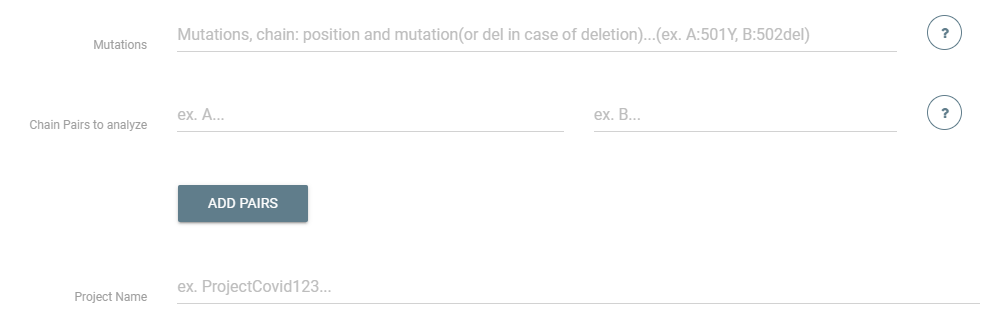 Mutations
Mutations, chain: position and mutation(or del in case of deletion)...(ex. A:501Y, B:502del)
?
Chain Pairs to analyze
ex. A...
ex. B...
?
ADD PAIRS
Project Name
ex. ProjectCovid123...